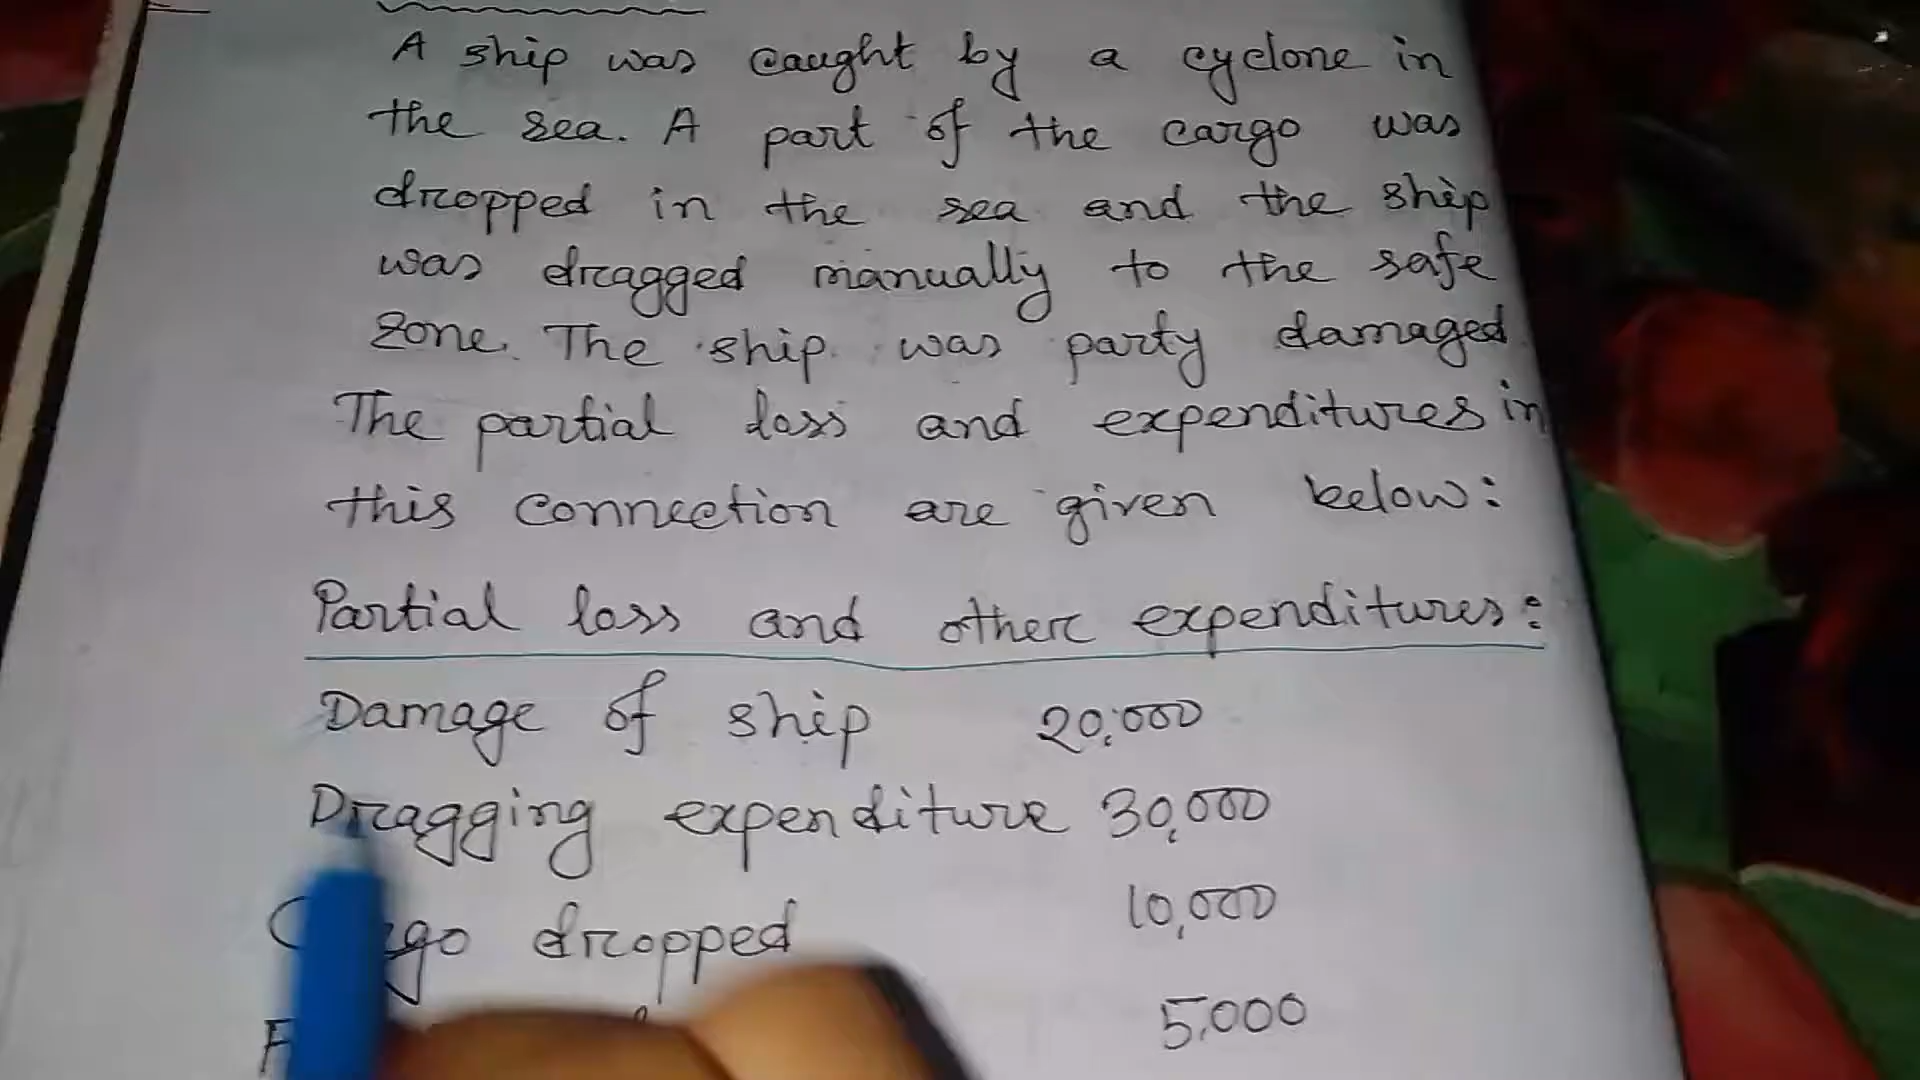 A ship was caught by a cyclone in
the sea. A part of the cargo was
dropped in the sea and the ship
was dragged manually to the safe
zone. The ship was party damaged.
The partial loss and expenditures in
this connection are given below:
Partial loss and other expenditures:
Damage of ship 20,000
Dragging expenditure 30,000
dropped 10,000
5,000